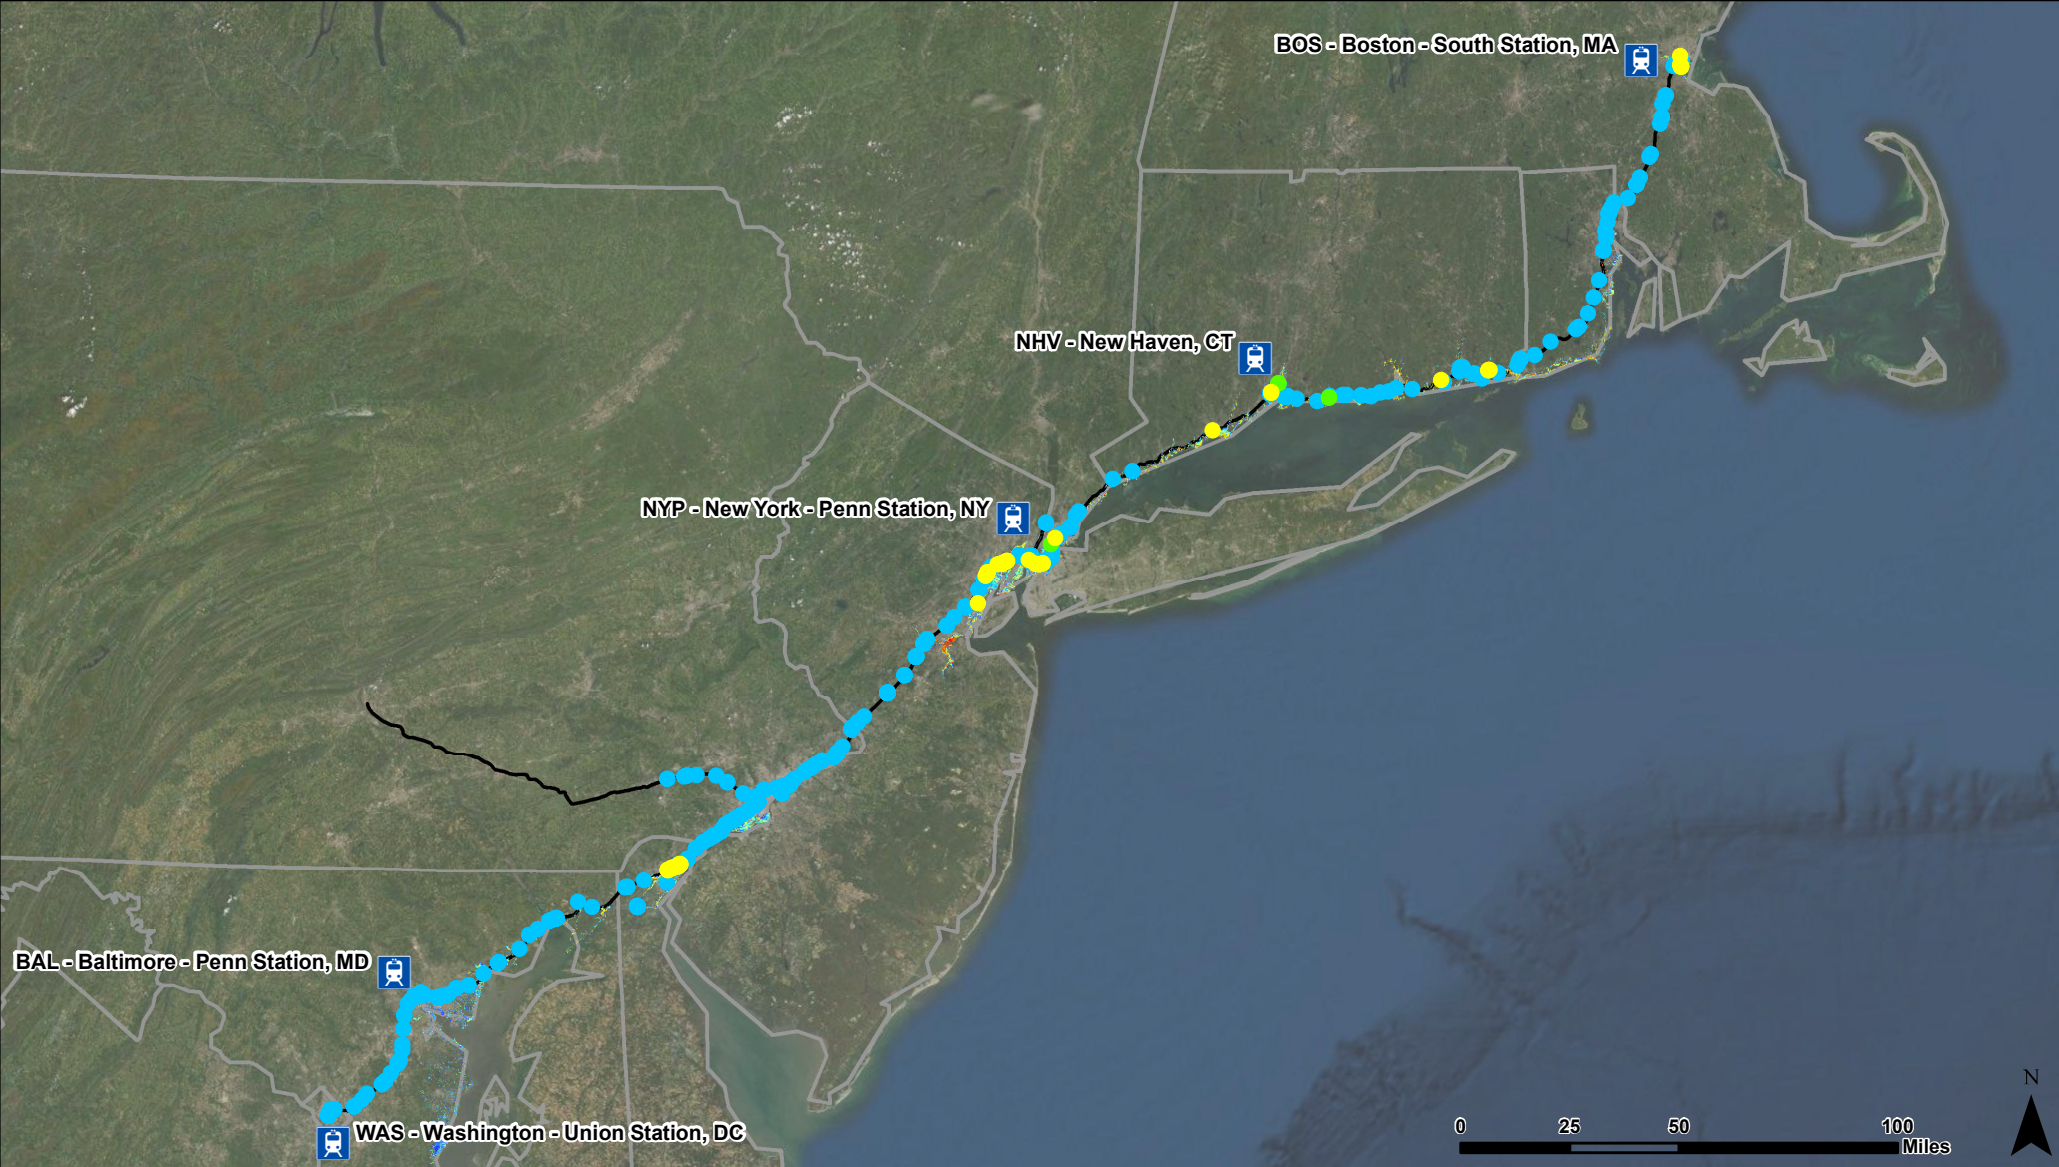 BOS - Boston - South Station, MA
NHV - New Haven, CT
NYP - New York - Penn Station, NY
BAL - Baltimore - Penn Station, MD
WAS - Washington - Union Station, DC
N
0 25 50 100
Miles